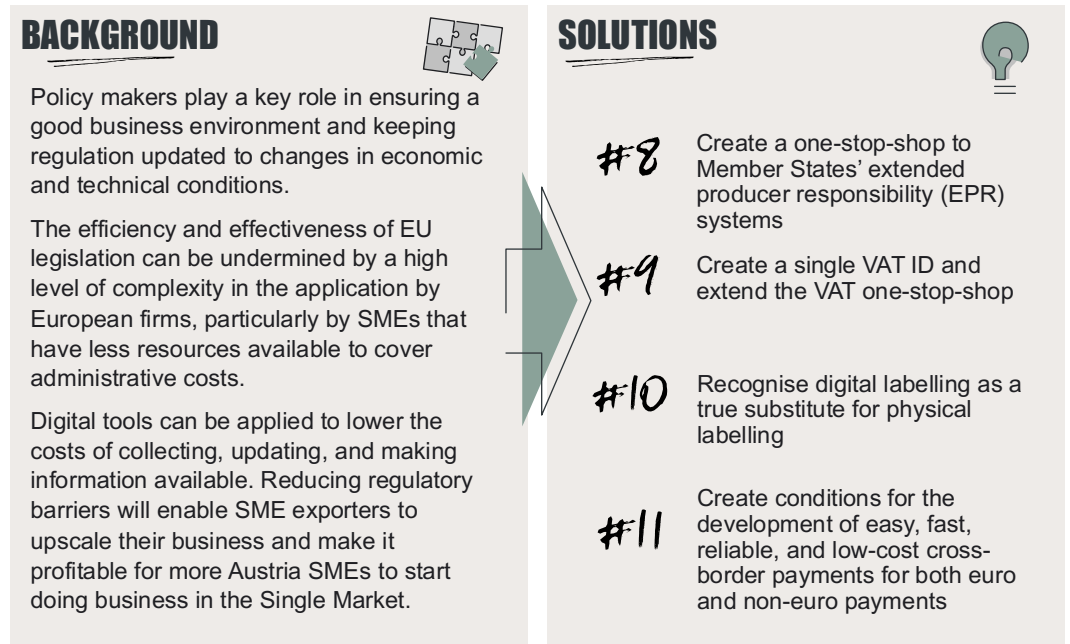 BACKGROUND
Policy makers play a key role in ensuring a
good business environment and keeping
regulation updated to changes in economic
and technical conditions.
The efficiency and effectiveness of EU
legislation can be undermined by a high
level of complexity in the application by
European firms, particularly by SMEs that
have less resources available to cover
administrative costs.
Digital tools can be applied to lower the
costs of collecting, updating, and making
information available. Reducing regulatory
barriers will enable SME exporters to
upscale their business and make it
profitable for more Austria SMEs to start
doing business in the Single Market.
SOLUTIONS
#8
Create a one-stop-shop to
Member States’ extended
producer responsibility (EPR)
systems
#9
Create a single VAT ID and
extend the VAT one-stop-shop
#10
Recognise digital labelling as a
true substitute for physical
labelling
#11
Create conditions for the
development of easy, fast,
reliable, and low-cost cross-
border payments for both euro
and non-euro payments